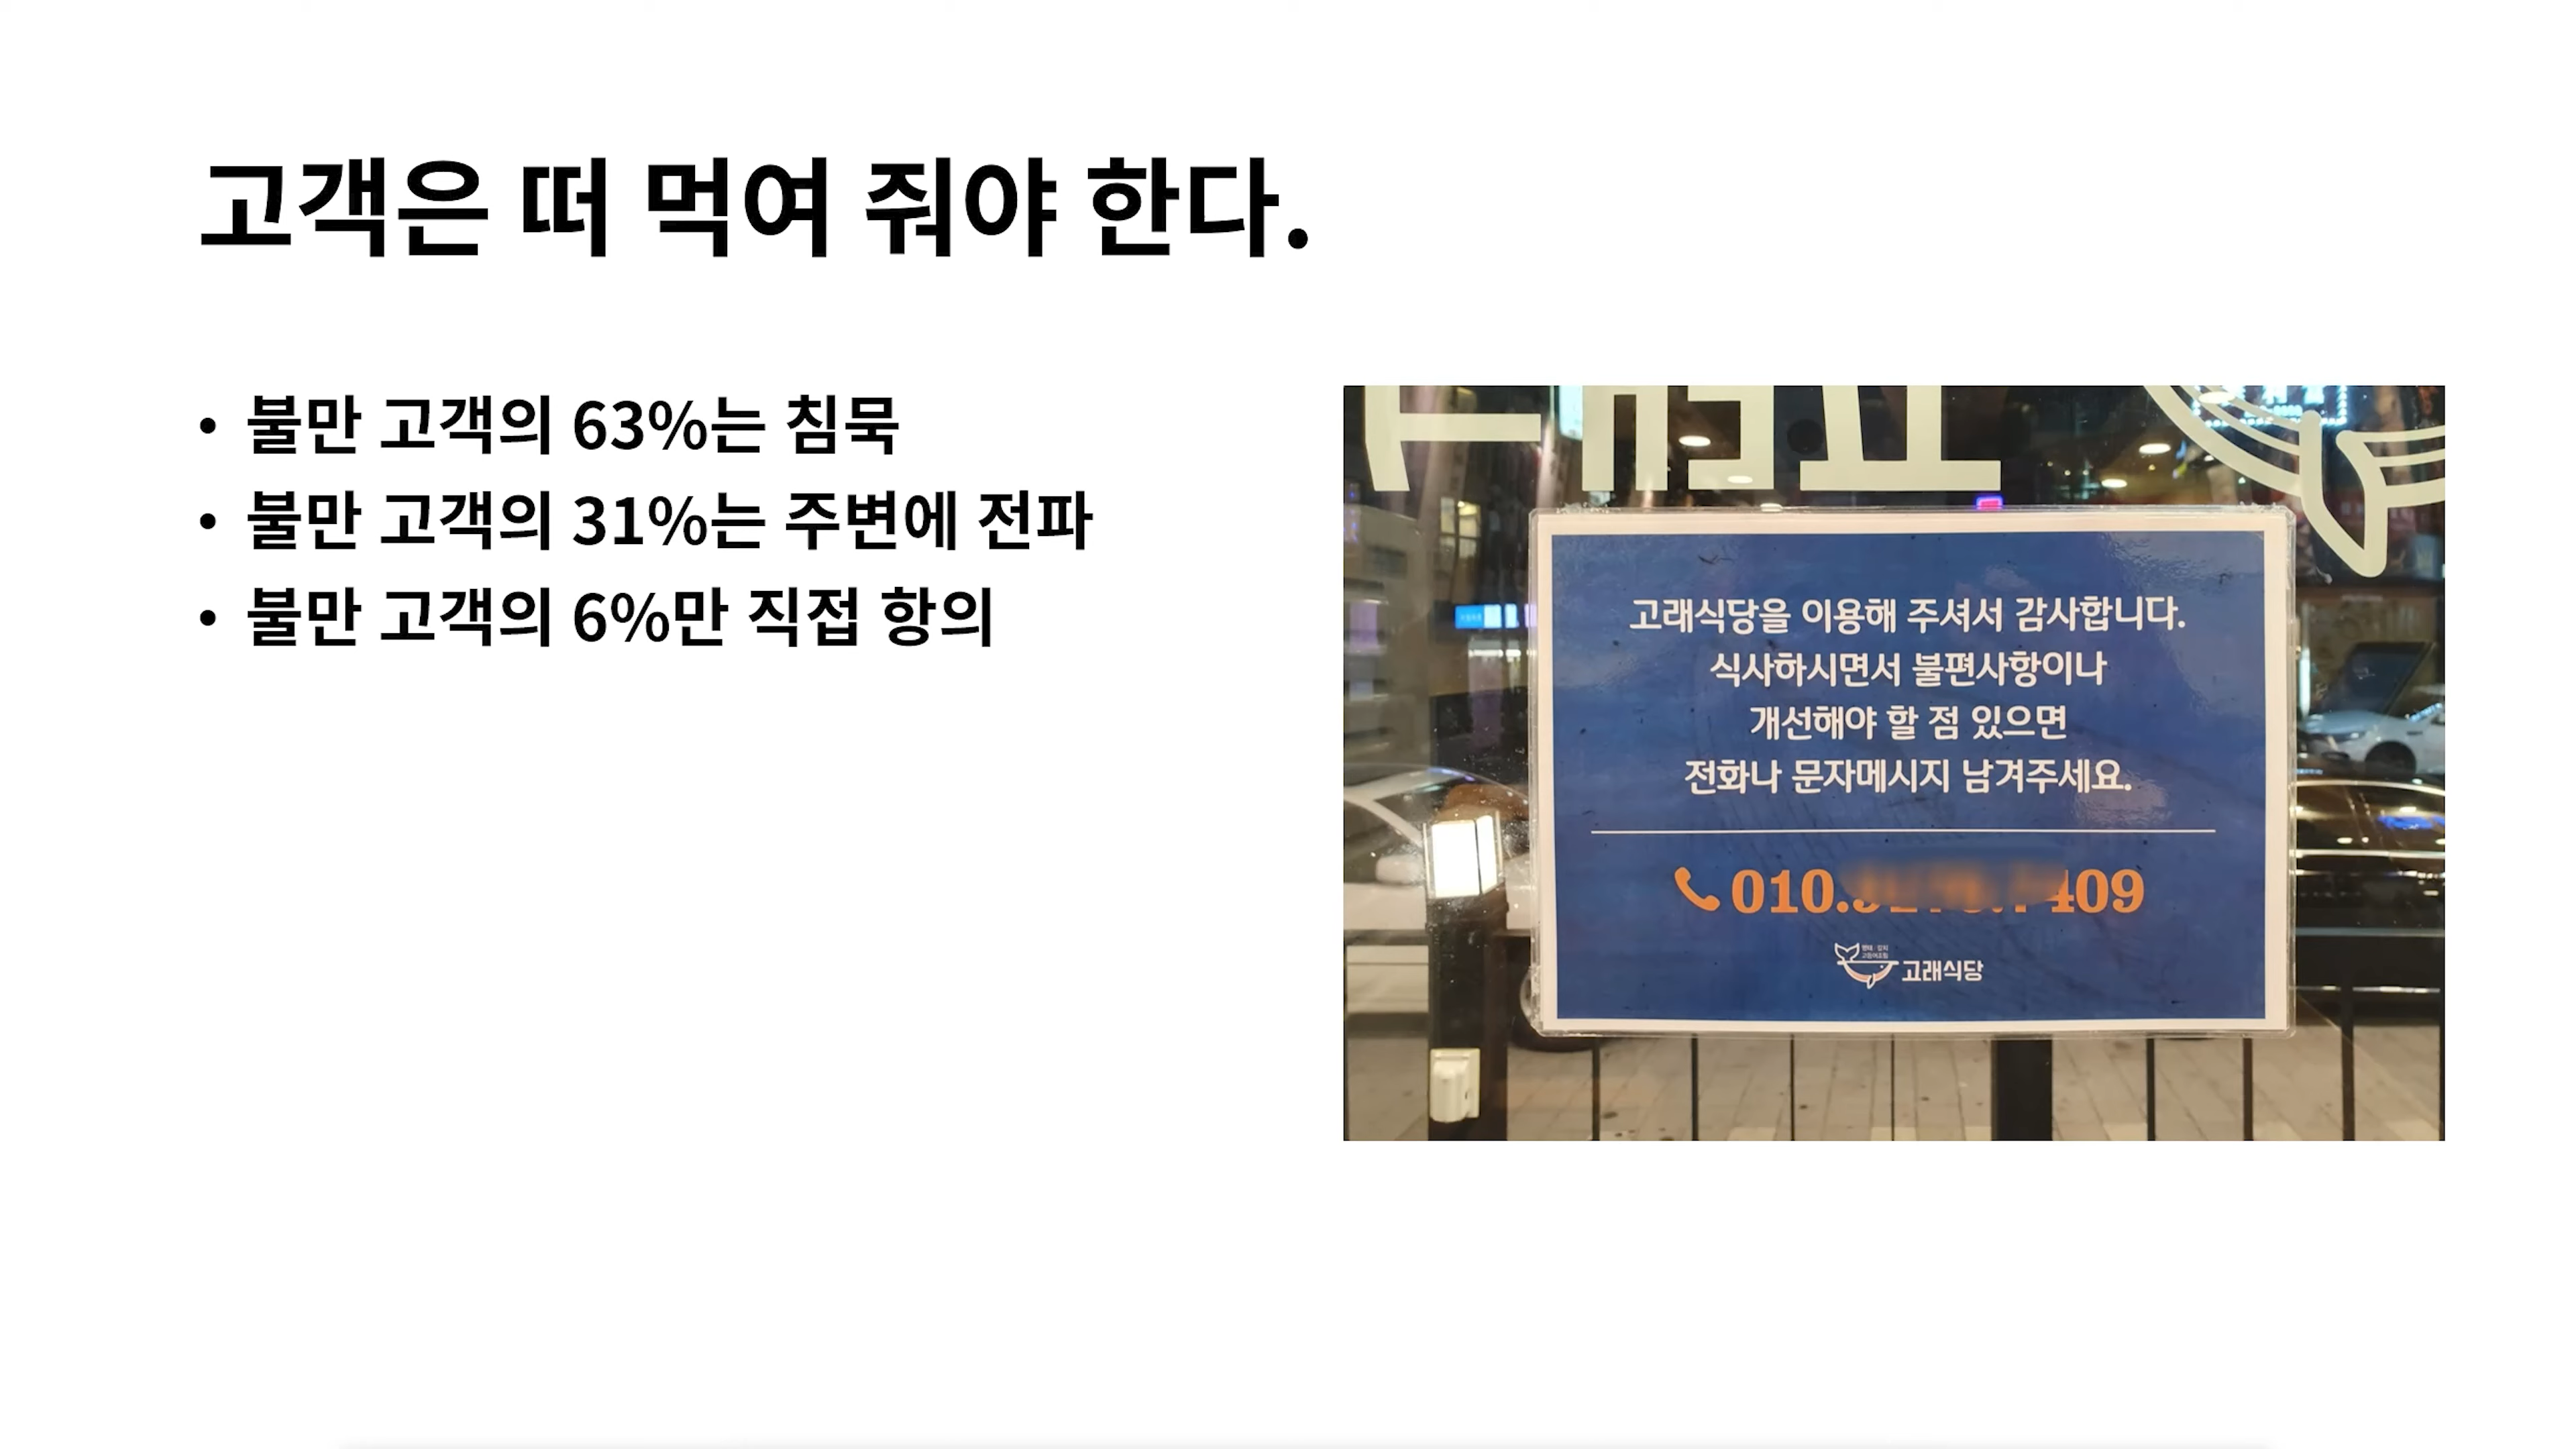 고객은 떠 먹여 줘야 한다.
• 불만 고객의 63%는 침묵
• 불만 고객의 31%는 주변에 전파
• 불만 고객의 6%만 직접 항의
고래식당을 이용해 주셔서 감사합니다.
식사하시면서 불편사항이나
개선해야 할 점 있으면
전화나 문자메시지 남겨주세요.
010. 409
고래식당